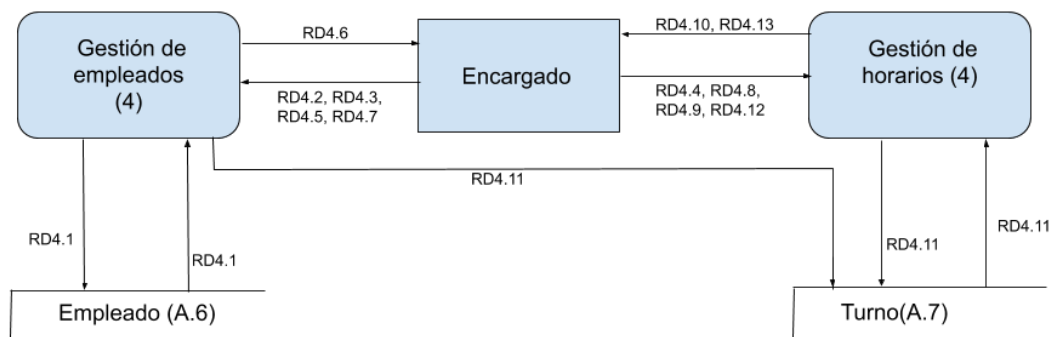 Gestión de
empleados
(4)
RD4.6
RD4.2, RD4.3,
RD4.5, RD4.7
Encargado
RD4.10, RD4.13
RD4.4, RD4.8,
RD4.9, RD4.12
Gestión de
horarios (4)
RD4.11
RD4.1
RD4.1
RD4.11
RD4.11
Empleado (A.6)
Turno(A.7)